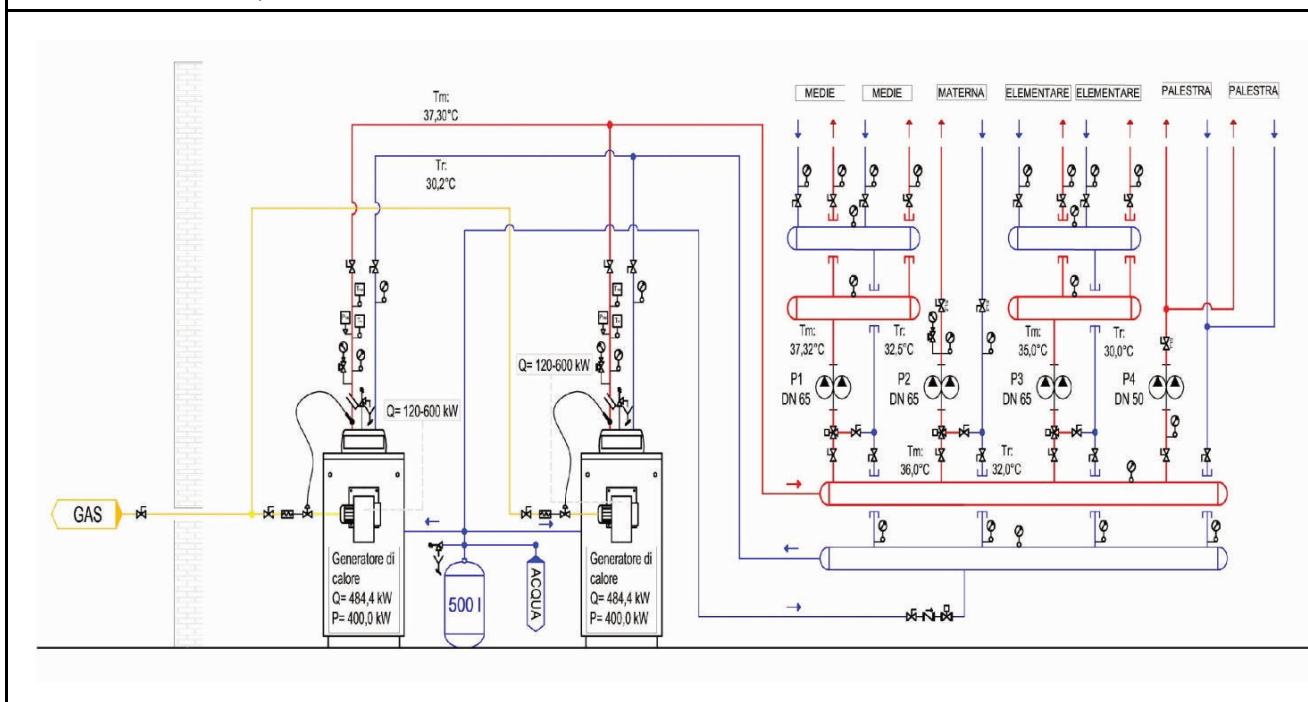 MEDIE
MEDIE
MATERNA
ELEMENTARE
ELEMENTARE
PALESTRA
PALESTRA
Tm:
37,30°C
Tr:
30,2°C
Tm:
37,32°C
Tr:
32,5°C
Tm:
35,0°C
Tr:
30,0°C
P1
DN 65
P2
DN 65
P3
DN 65
P4
DN 50
Q= 120-600 kW
Q= 120-600 kW
Tm:
36,0°C
Tr:
32,0°C
GAS
Generatore di
calore
Q= 484,4 kW
P= 400,0 kW
500 l
ACQUA
Generatore di
calore
Q= 484,4 kW
P= 400,0 kW